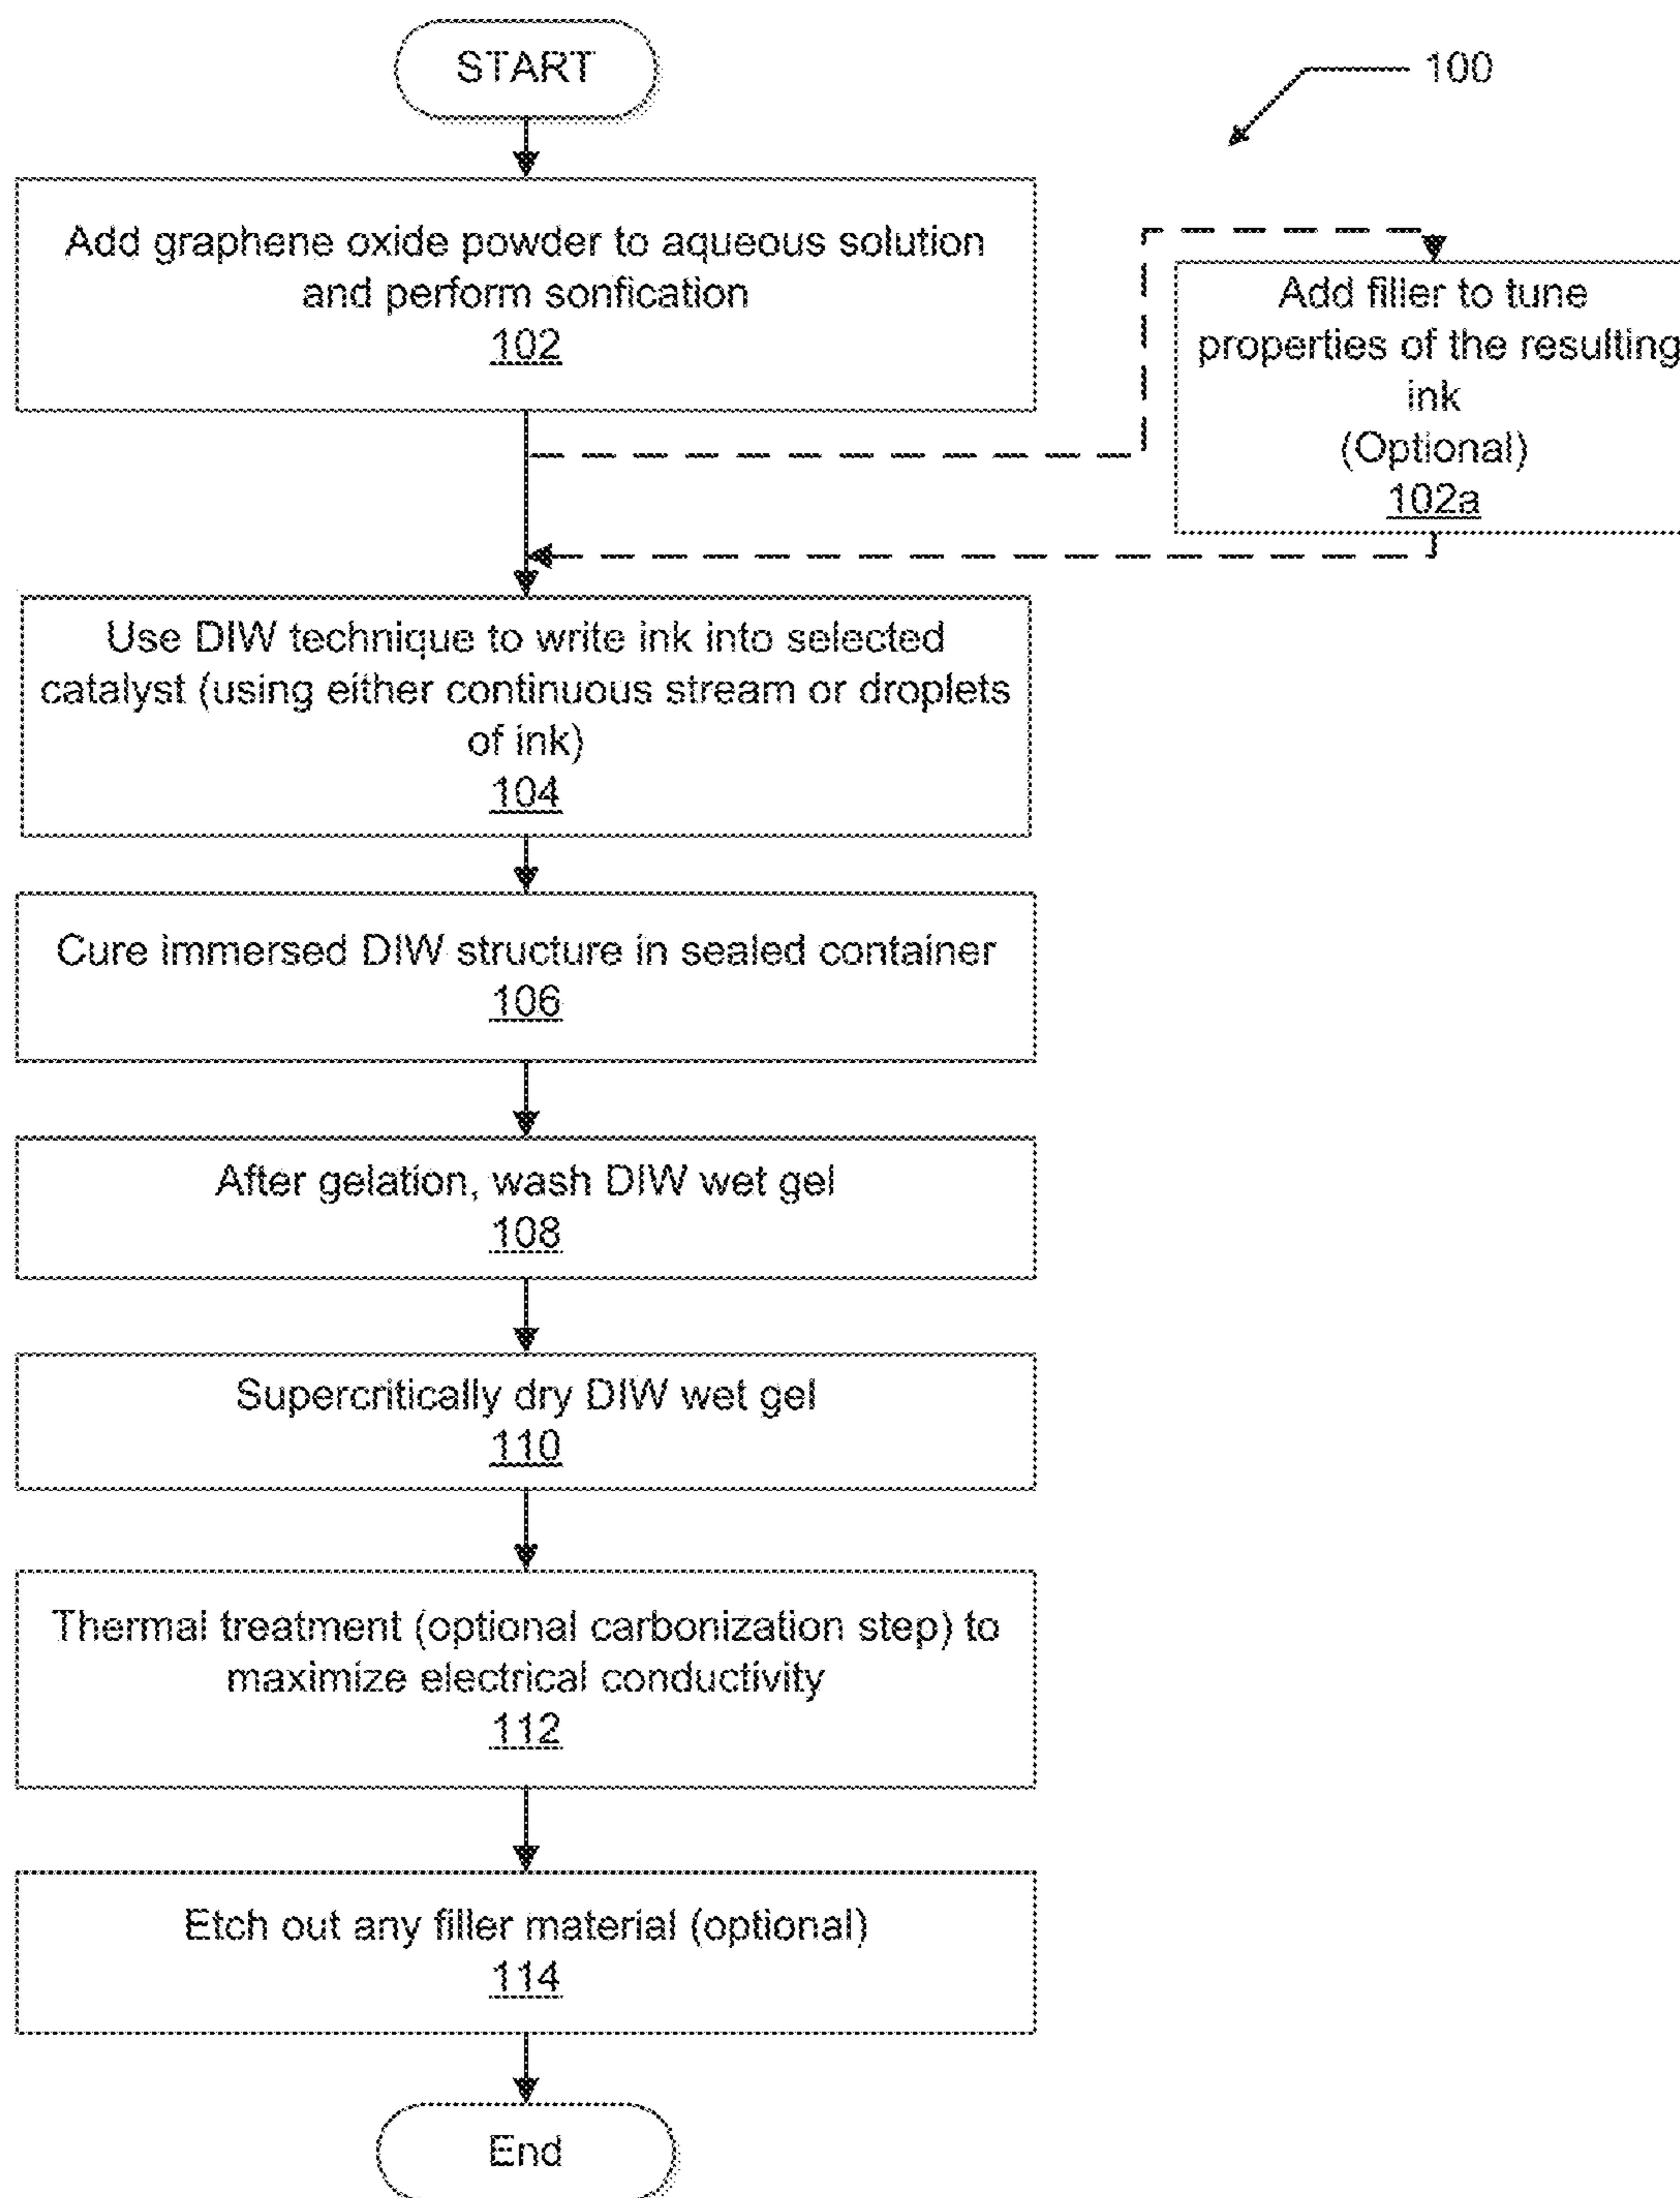 START
100
Add graphene oxide powder to aqueous solution
and perform sonfication
102
Add filler to tune
properties of the resulting
ink
(Optional)
102a
Use DIW technique to write ink into selected
catalyst (using either continuous stream or droplets
of ink)
104
Cure immersed DIW structure in sealed container
106
After gelation, wash DIW wet gel
108
Supercritically dry DIW wet gel
110
Thermal treatment (optional carbonization step) to
maximize electrical conductivity
112
Etch out any filler material (optional)
114
End